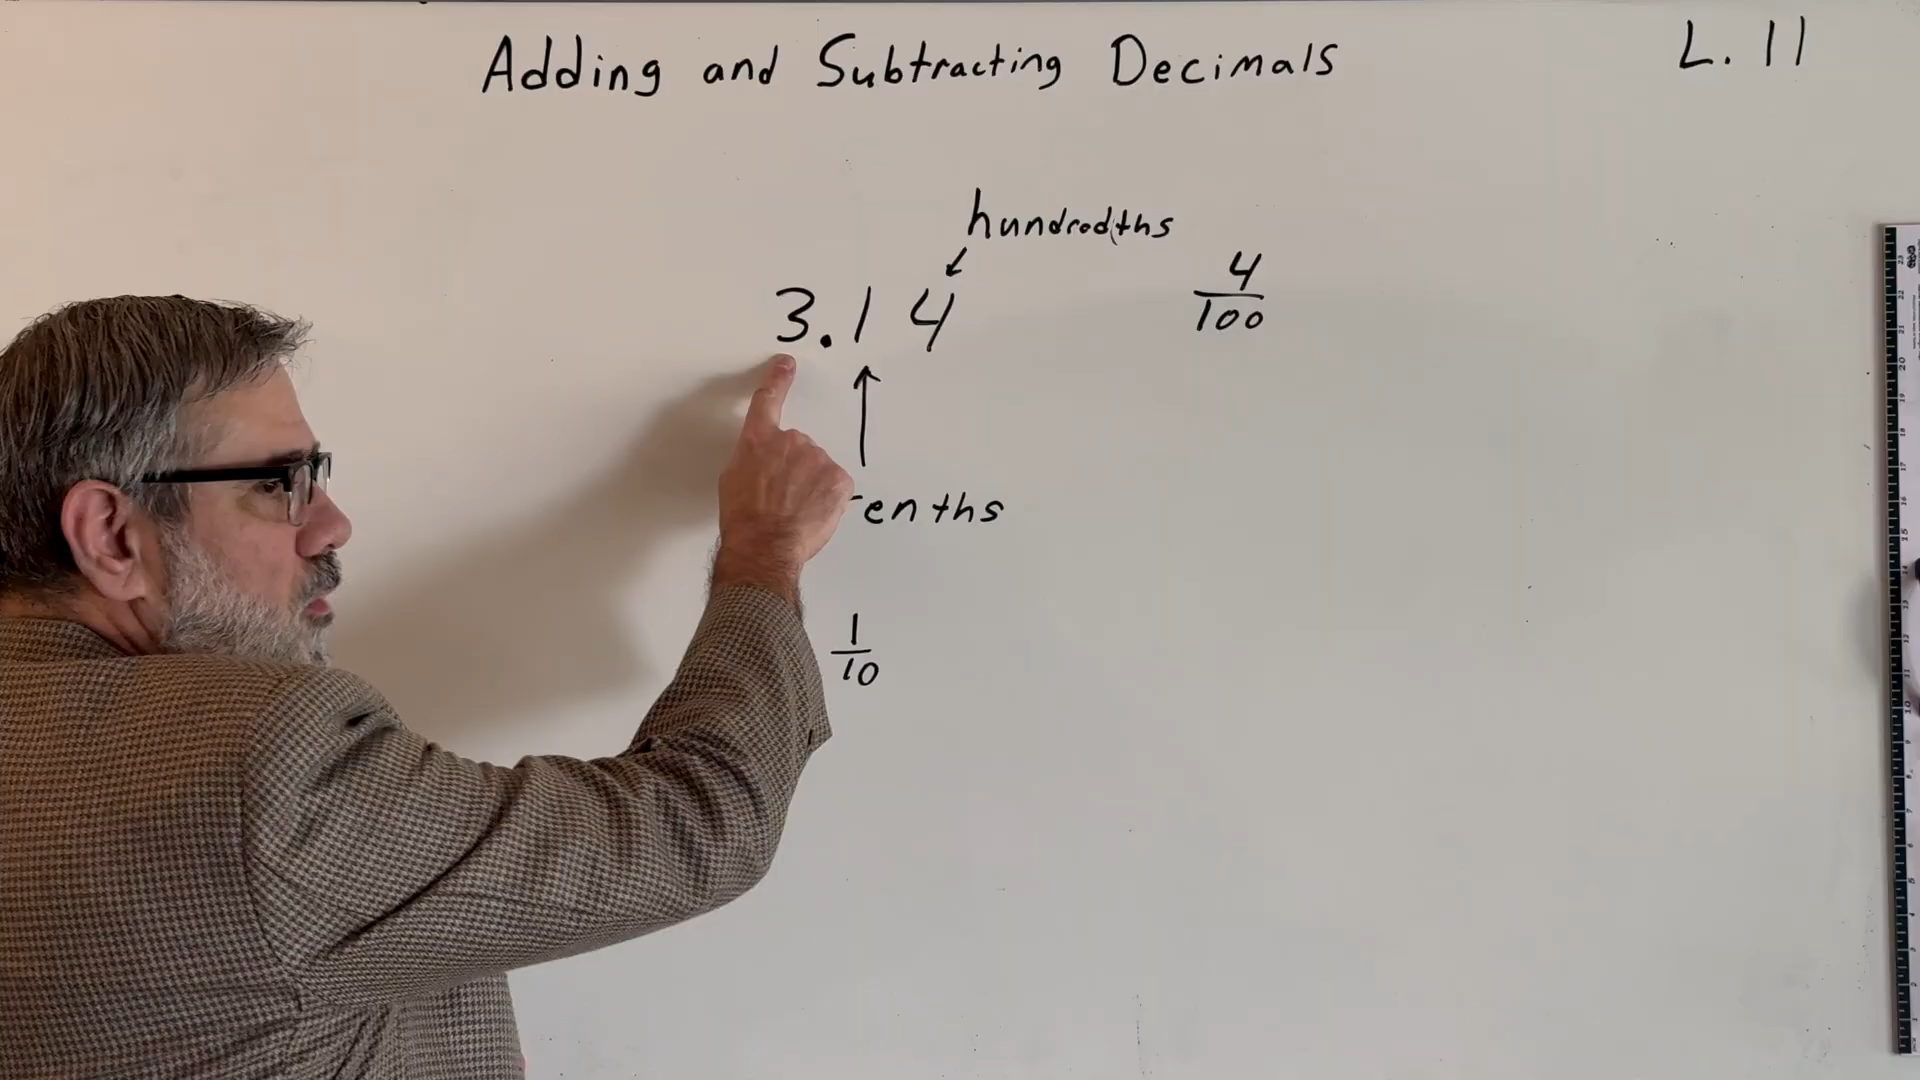 Adding and Subtracting Decimals
L. 11
hundredths
3.14
4
100
tenths
1
10